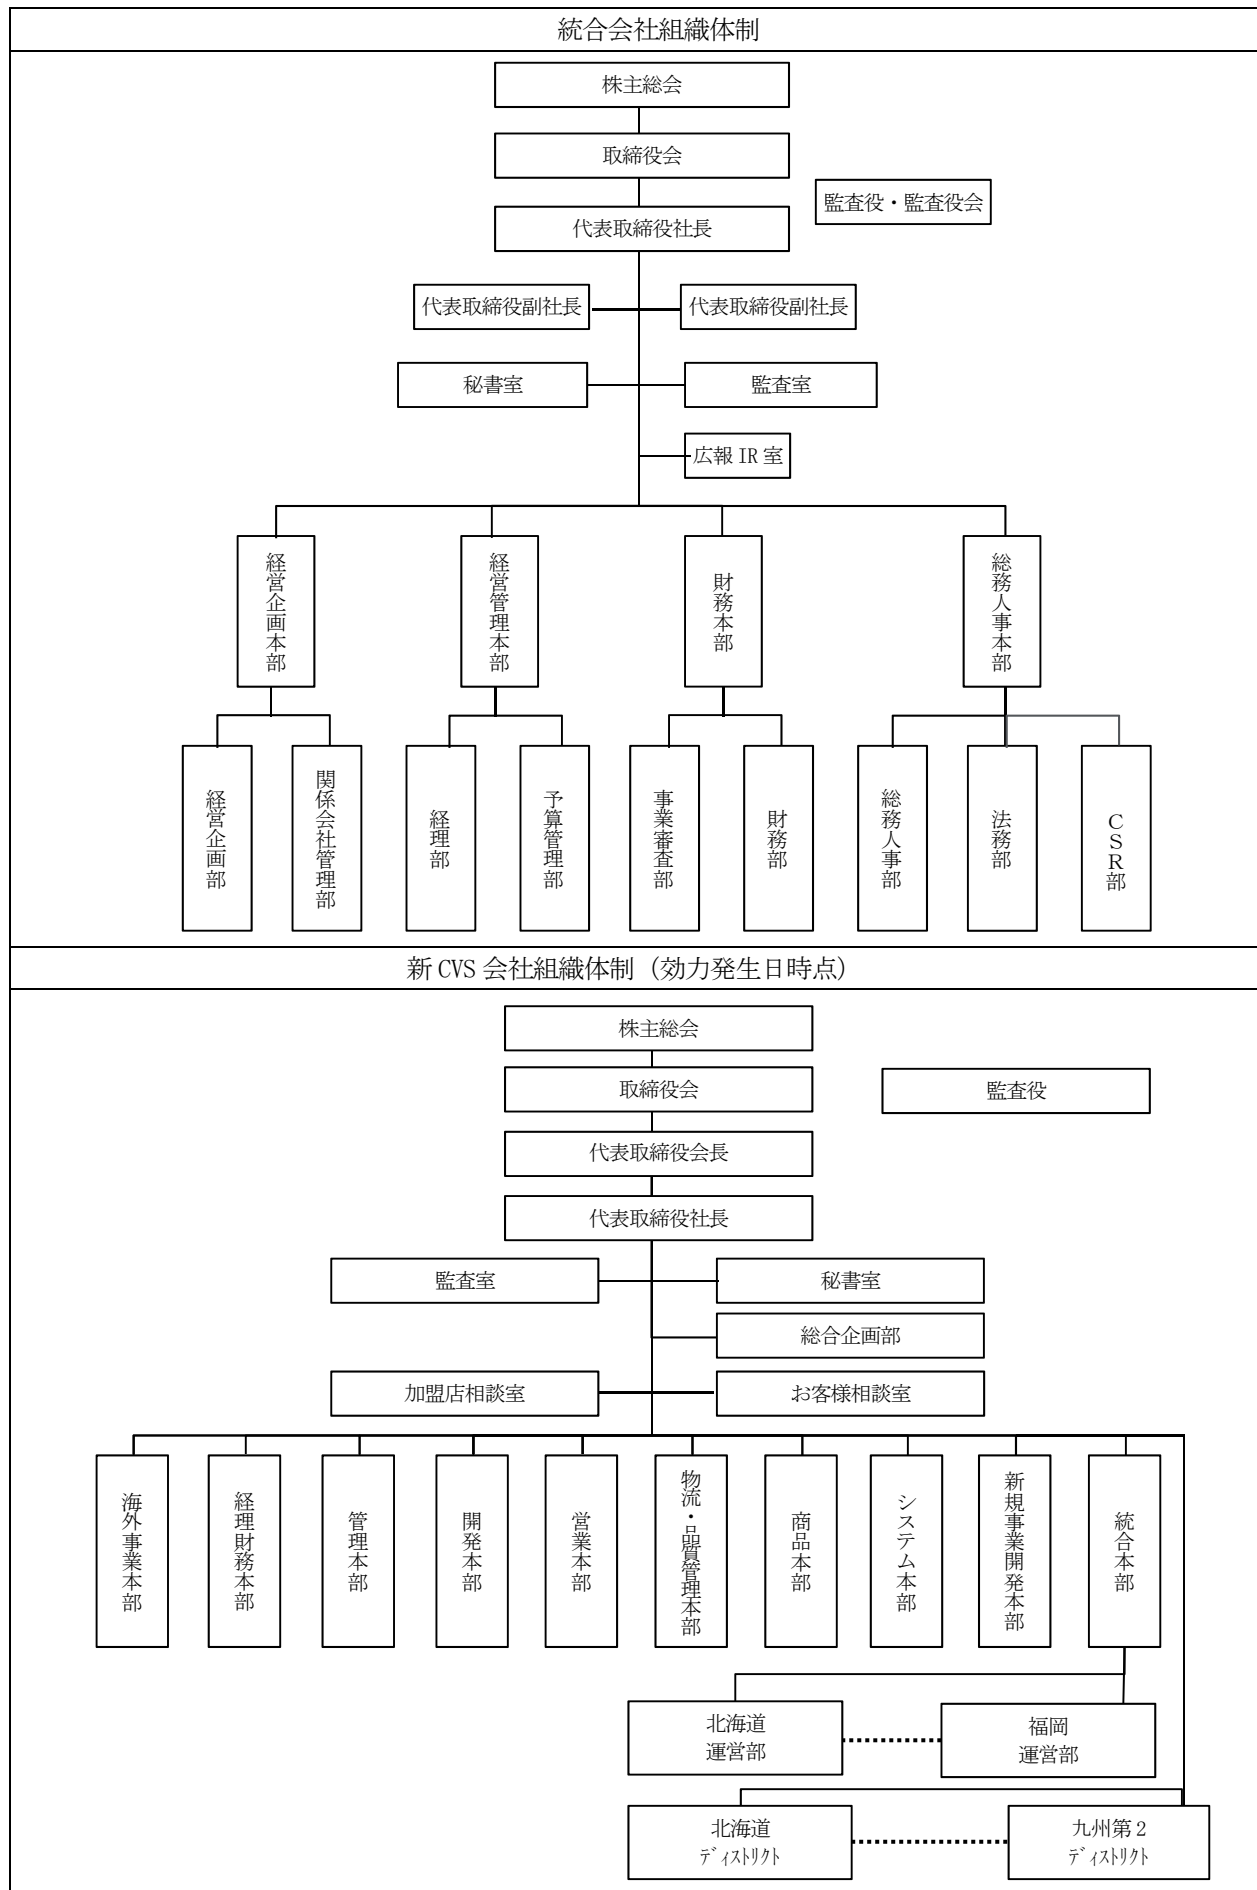 統合会社組織体制
株主総会
取締役会
監査役・監査役会
代表取締役社長
代表取締役副社長
代表取締役副社長
秘書室
監査室
広報 IR 室
経営企画本部
経営管理本部
財務本部
総務人事本部
経営企画部
関係会社管理部
経理部
予算管理部
事業審査部
財務部
総務人事部
法務部
CSR部
新 CVS 会社組織体制（効力発生日時点）
株主総会
取締役会
監査役
代表取締役会長
代表取締役社長
監査室
秘書室
総合企画部
加盟店相談室
お客様相談室
海外事業本部
経理財務本部
管理本部
開発本部
営業本部
物流・品質管理本部
商品本部
システム本部
新規事業開発本部
統合本部
北海道
運営部
福岡
運営部
北海道
ﾃﾞｨｽﾄﾘｸﾄ
九州第２
ﾃﾞｨｽﾄﾘｸﾄ